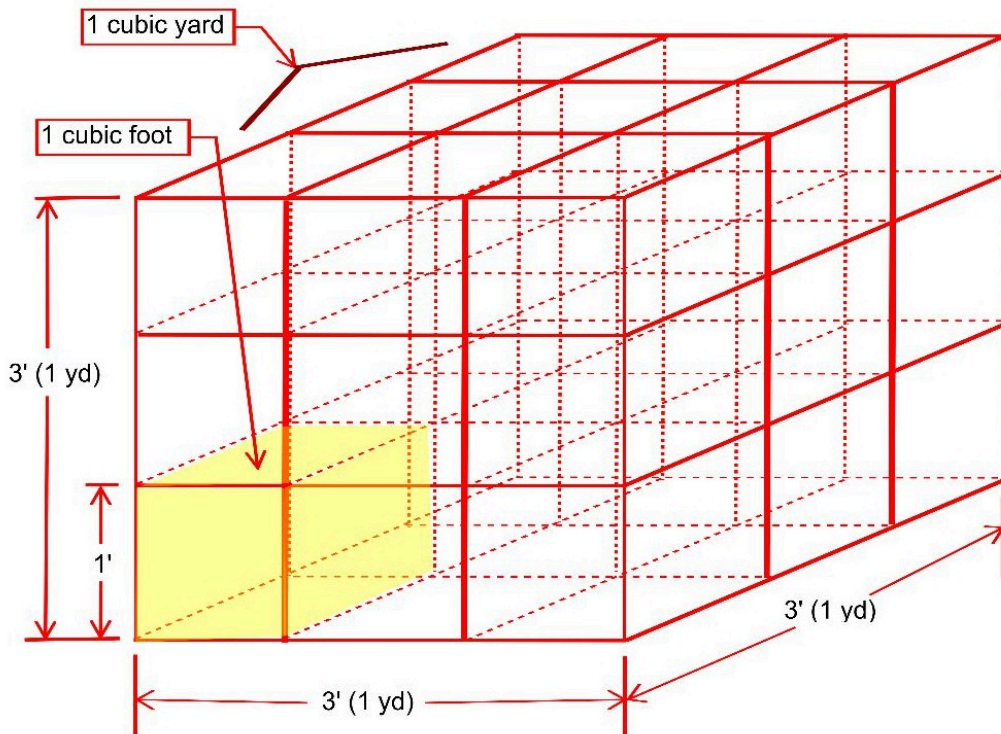 1 cubic yard
1 cubic foot
3' (1 yd)
1'
3' (1 yd)
3' (1 yd)